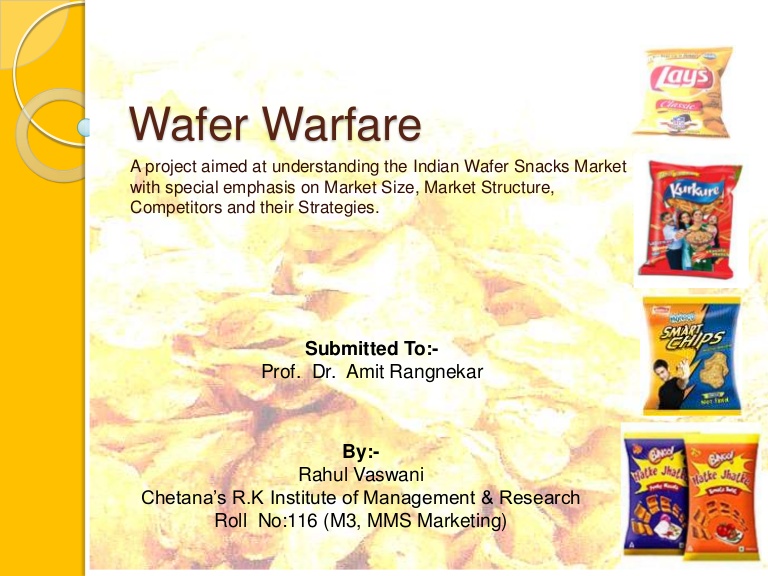 Wafer Warfare
A project aimed at understanding the Indian Wafer Snacks Market
with special emphasis on Market Size, Market Structure,
Competitors and their Strategies.
Submitted To:-
Prof. Dr. Amit Rangnekar
By:-
Rahul Vaswani
Chetana's R.K Institute of Management & Research
Roll No:116 (M3, MMS Marketing)
Lay's
Classic
Kurkure
SMART
CHIPS
Bingo!
Bingo!